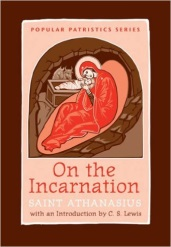 POPULAR PATRISTICS SERIES
On the
Incarnation
SAINT ATHANASIUS
with an Introduction by C. S. Lewis